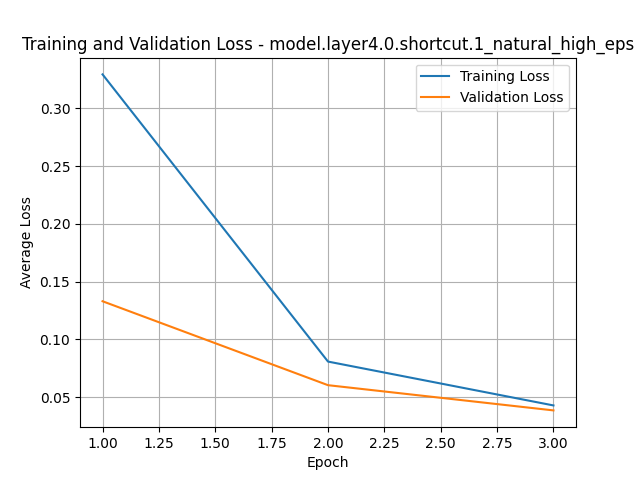 Training and Validation Loss - model.layer4.0.shortcut.1_natural_high_eps
Training Loss
Validation Loss
Average Loss
0.30
0.25
0.20
0.15
0.10
0.05
1.00 1.25 1.50 1.75 2.00 2.25 2.50 2.75 3.00
Epoch